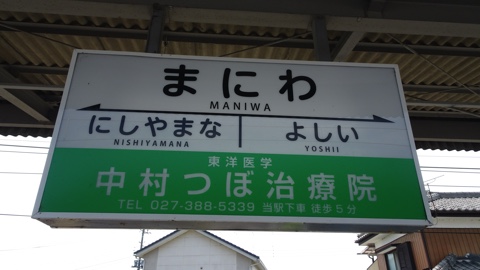 まにわ
MANIWA
にしやまな よしい
NISHIYAMANA YOSHII
東洋医学
中村つぼ治療院
TEL 027-388-5339 当駅下車 徒歩5分